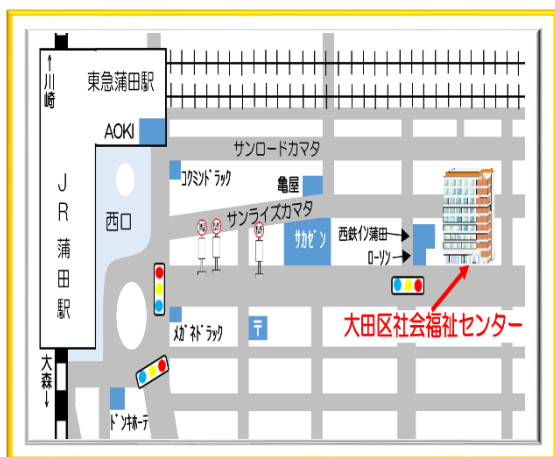 ↑川崎
東急蒲田駅
AOKI
サンロードカマタ
コクミンドラック
亀屋
JR蒲田駅
西口
サンライズカマタ
サカゼン
西鉄イン蒲田
ローソン
大田区社会福祉センター
メガネドラック
〒
大森↓
ドンキホーテ